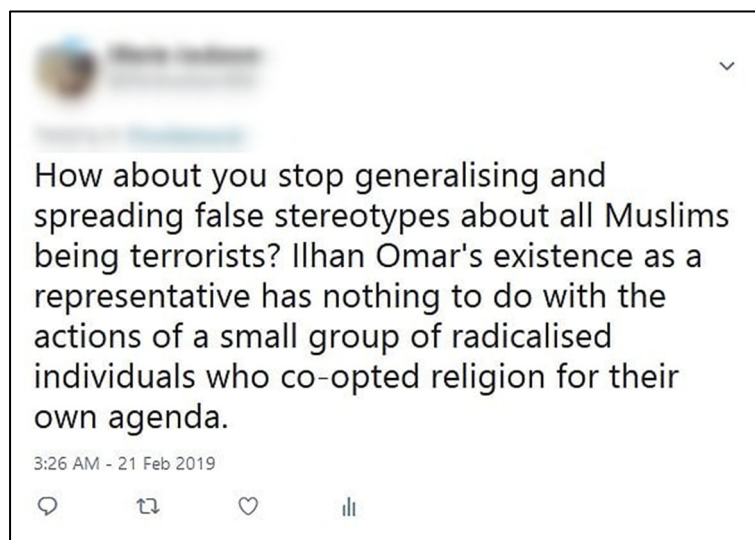 How about you stop generalising and
spreading false stereotypes about all Muslims
being terrorists? Ilhan Omar's existence as a
representative has nothing to do with the
actions of a small group of radicalised
individuals who co-opted religion for their
own agenda.
3:26 AM - 21 Feb 2019